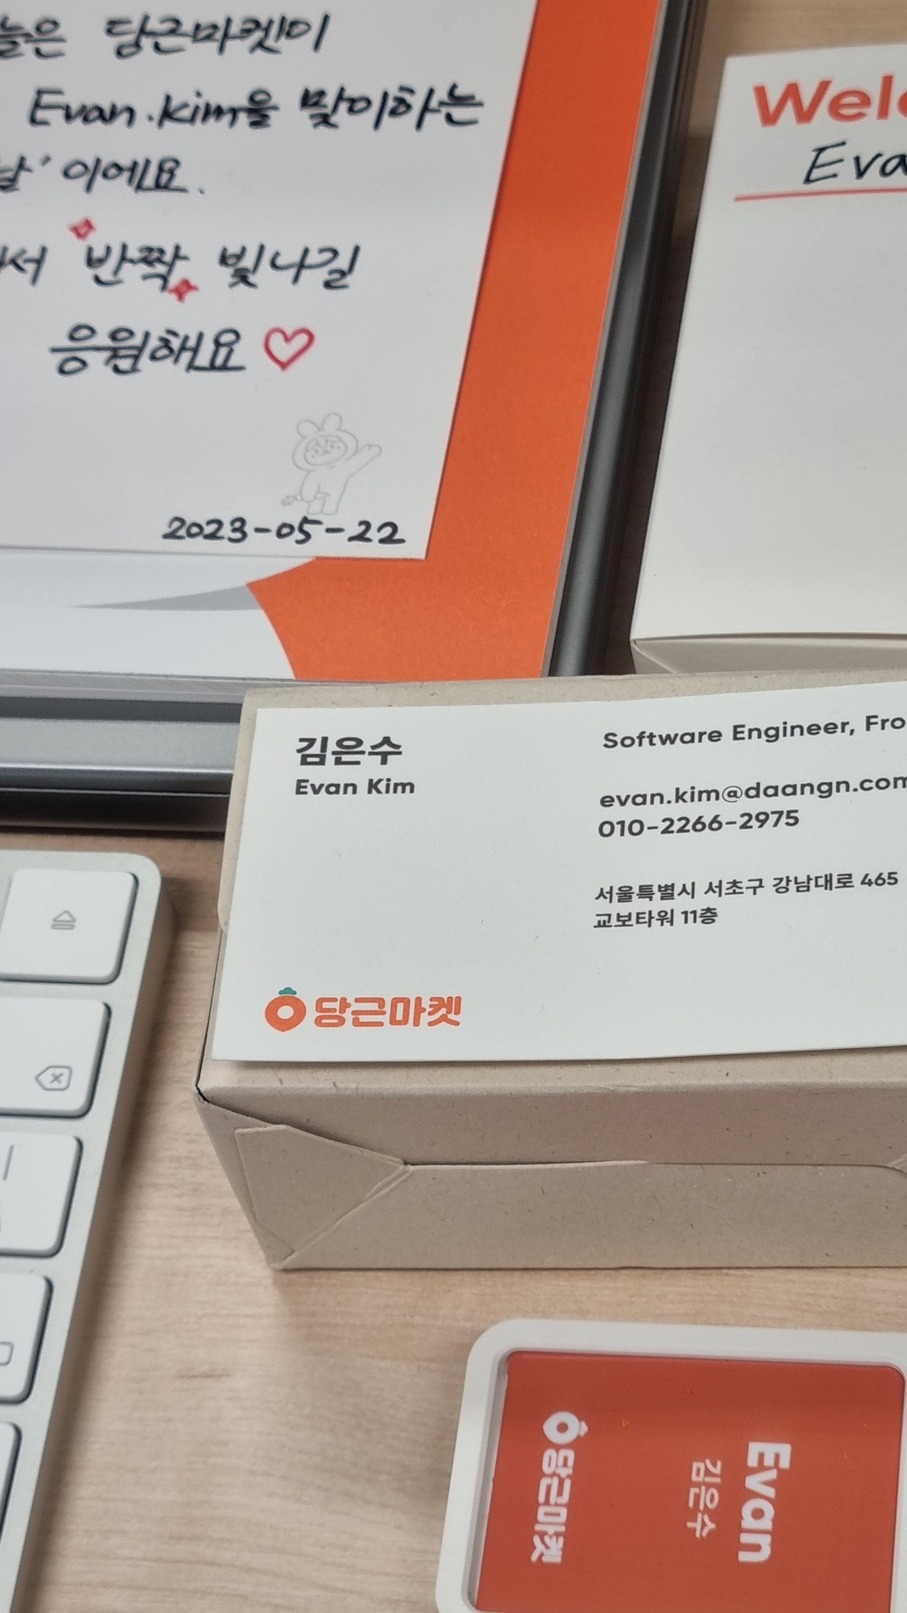 늘은 당근마켓이
Evan.kim을 맞이하는
날' 이에요.
서 반짝 빛나길
응원해요
2023-05-22
Wel
Eva
김은수
Evan Kim
Software Engineer, Fro
evan.kim@daangn.com
010-2266-2975
서울특별시 서초구 강남대로 465
교보타워 11층
당근마켓
Evan
김은수
당근마켓